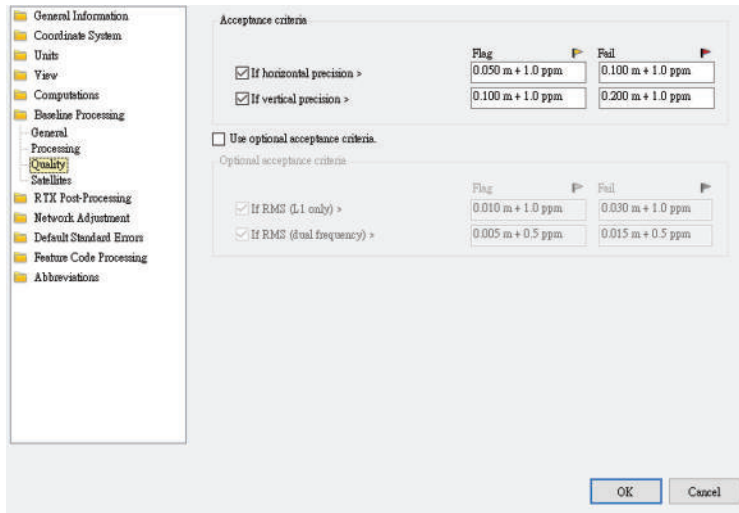 General Information
Coordinate System
Units
View
Computations
Baseline Processing
General
Processing
Quality
Satellites
RTX Post-Processing
Network Adjustment
Default Standard Errors
Feature Code Processing
Abbreviations
Acceptance criteria
Flag Fail
If horizontal precision > 0.050 m + 1.0 ppm 0.100 m + 1.0 ppm
If vertical precision > 0.100 m + 1.0 ppm 0.200 m + 1.0 ppm
Use optional acceptance criteria.
Optional acceptance criteria
Flag Fail
If RMS (L1 only) > 0.010 m + 1.0 ppm 0.030 m + 1.0 ppm
If RMS (dual frequency) > 0.005 m + 0.5 ppm 0.015 m + 0.5 ppm
OK Cancel